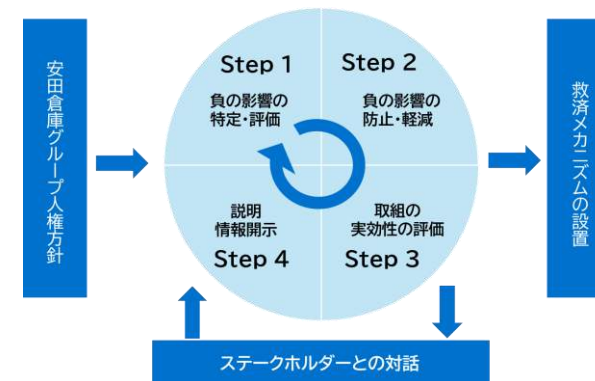 安田倉庫グループ人権方針
Step 1
負の影響の
特定・評価
Step 2
負の影響の
防止・軽減
取組の
実効性の評価
Step 3
説明
情報開示
Step 4
救済メカニズムの設置
ステークホルダーとの対話